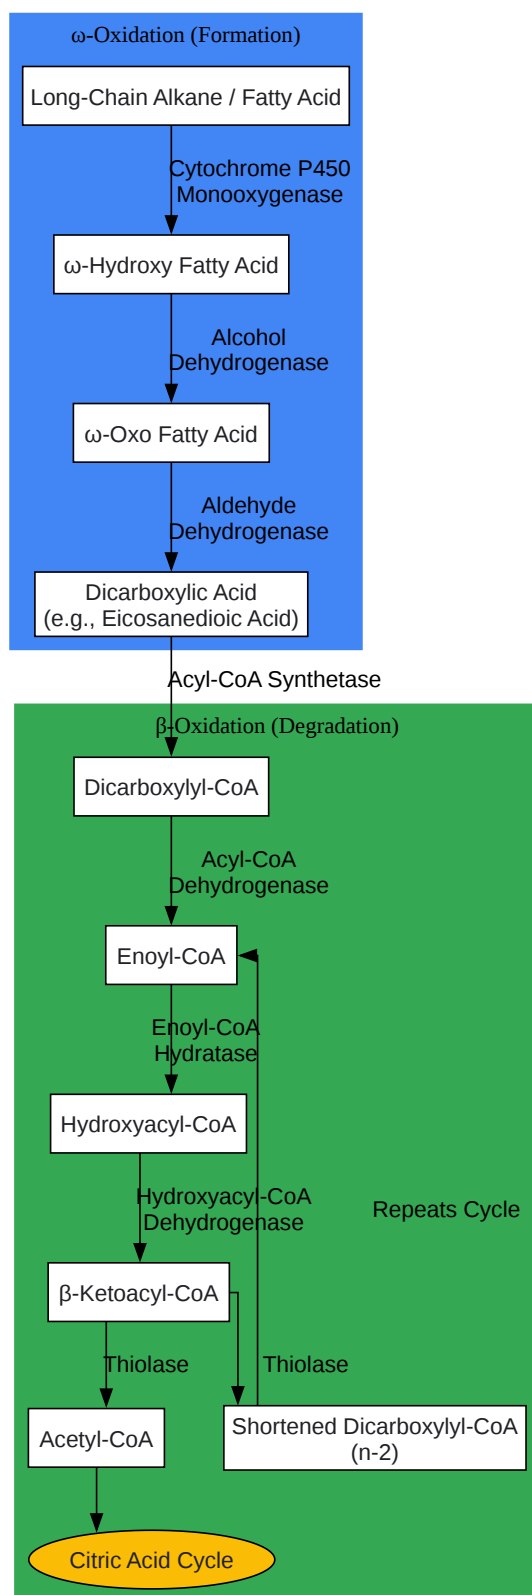 ω-Oxidation (Formation)
Long-Chain Alkane / Fatty Acid
Cytochrome P450
Monooxygenase
ω-Hydroxy Fatty Acid
Alcohol
Dehydrogenase
ω-Oxo Fatty Acid
Aldehyde
Dehydrogenase
Dicarboxylic Acid
(e.g., Eicosanedioic Acid)
Acyl-CoA Synthetase
β-Oxidation (Degradation)
Dicarboxylyl-CoA
Acyl-CoA
Dehydrogenase
Enoyl-CoA
Enoyl-CoA
Hydratase
Hydroxyacyl-CoA
Hydroxyacyl-CoA
Dehydrogenase
Repeats Cycle
β-Ketoacyl-CoA
Thiolase
Thiolase
Acetyl-CoA
Shortened Dicarboxylyl-CoA
(n-2)
Citric Acid Cycle